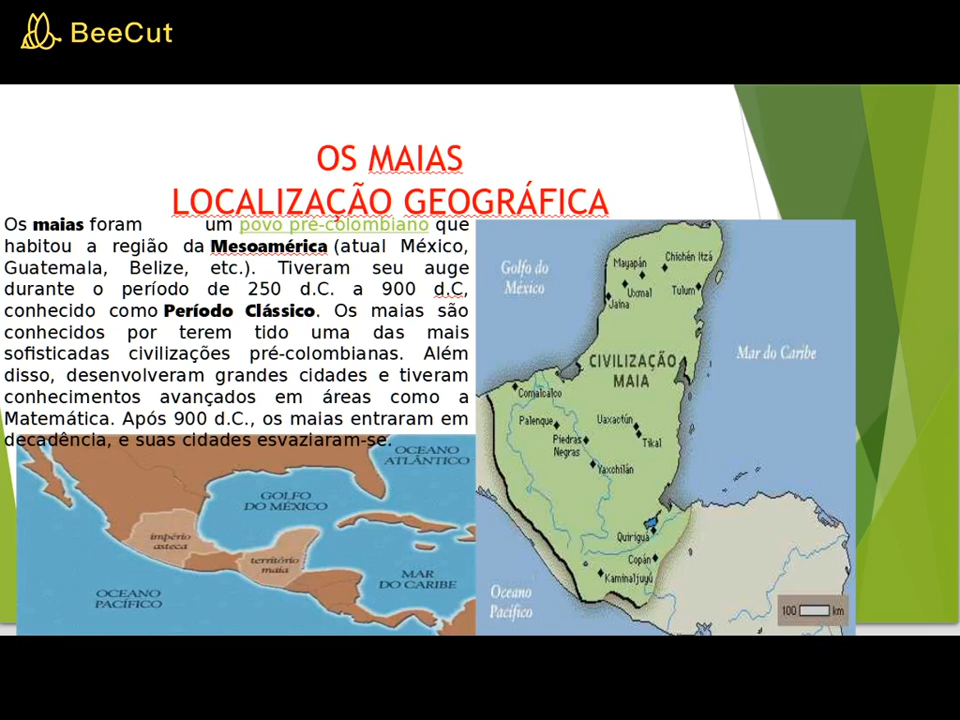 BeeCut
OS MAIAS
LOCALIZAÇÃO GEOGRÁFICA
Os maias foram um povo pré-colombiano que
habitou a região da Mesoamérica (atual México,
Guatemala, Belize, etc.). Tiveram seu auge
durante o período de 250 d.C. a 900 d.C,
conhecido como Período Clássico. Os maias são
conhecidos por terem tido uma das mais
sofisticadas civilizações pré-colombianas. Além
disso, desenvolveram grandes cidades e tiveram
conhecimentos avançados em áreas como a
Matemática. Após 900 d.C., os maias entraram em
decadência, e suas cidades esvaziaram-se.
OCEANO
ATLÂNTICO
GOLFO
DO MÉXICO
império
asteca
território
maia
MAR
DO CARIBE
OCEANO
PACÍFICO
Golfo do
México
Mayapán
Chichén Itzá
Uxmal
Tulum
Jaina
CIVILIZAÇÃO
MAIA
Mar do Caribe
Comalcalco
Palenque
Uaxactún
Piedras
Negras
Tikal
Yaxchilán
Quiriguá
Copán
Kaminaljuyú
Oceano
Pacífico
100 km